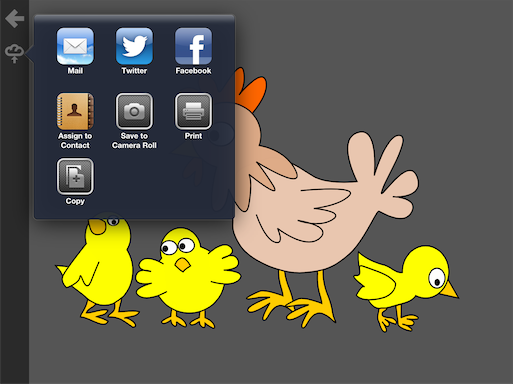 Mail
Twitter
Facebook
Assign to
Contact
Save to
Camera Roll
Print
Copy